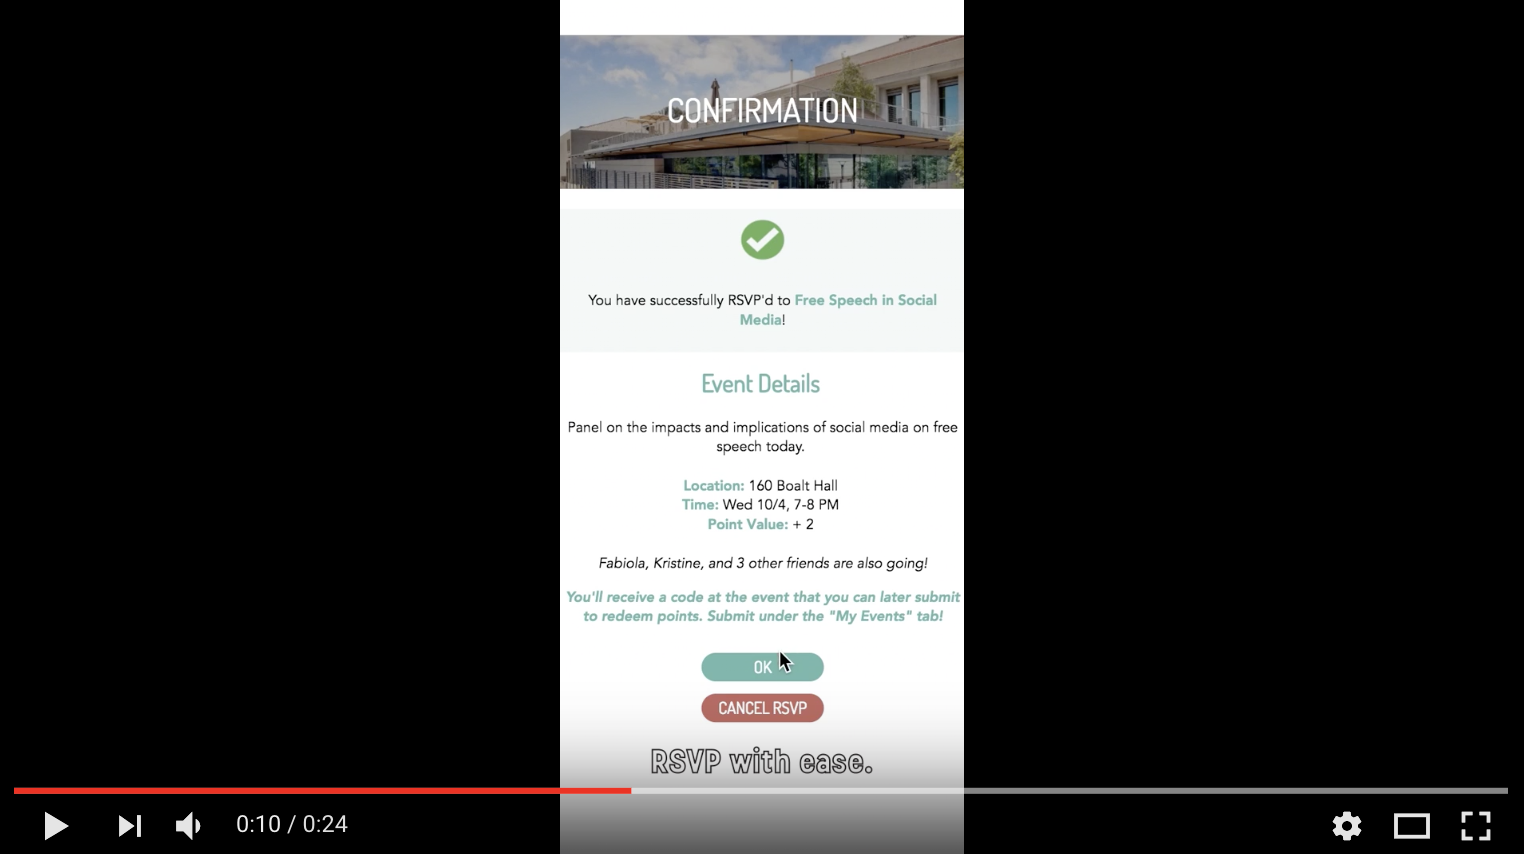 CONFIRMATION
You have successfully RSVP'd to Free Speech in Social
Media!
Event Details
Panel on the impacts and implications of social media on free
speech today.
Location: 160 Boalt Hall
Time: Wed 10/4, 7-8 PM
Point Value: + 2
Fabiola, Kristine, and 3 other friends are also going!
You'll receive a code at the event that you can later submit
to redeem points. Submit under the "My Events" tab!
OK
CANCEL RSVP
RSVP with ease.
0:10 / 0:24